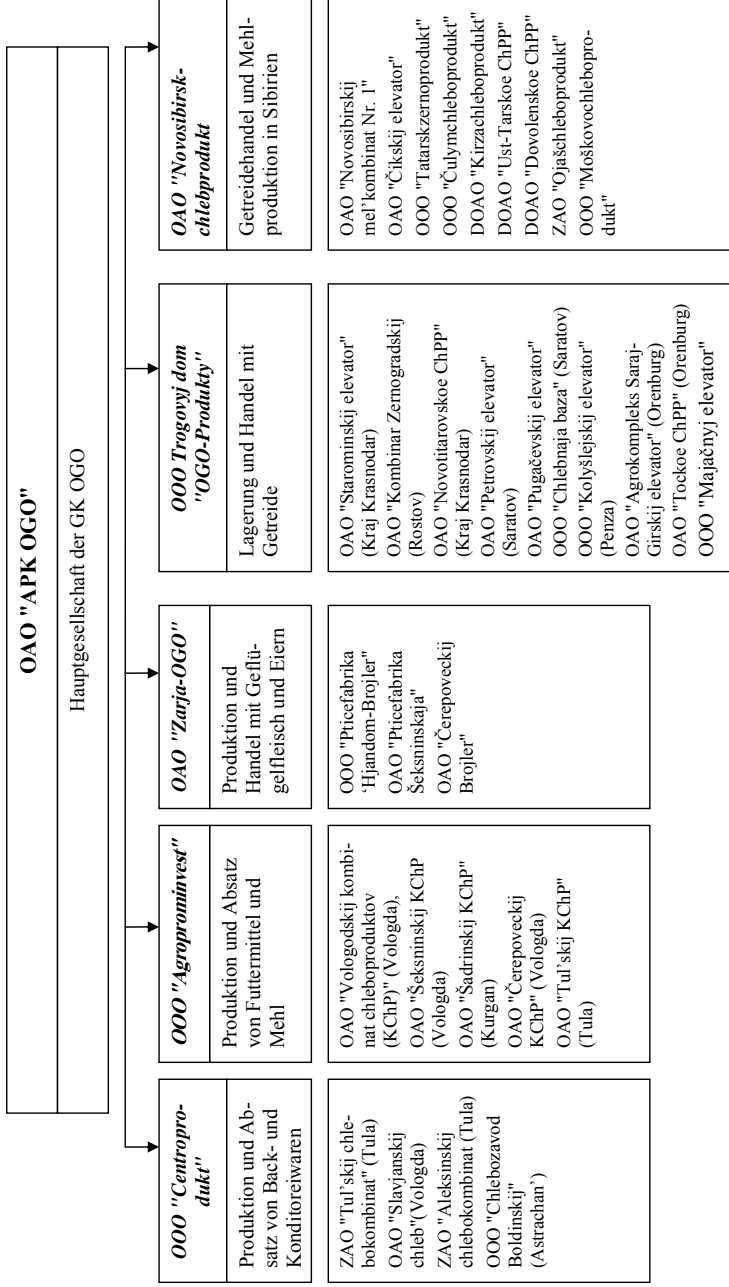 OAO "APK OGO"
Hauptgesellschaft der GK OGO
OOO "Centropro-
dukt"
Produktion und Ab-
satz von Back- und
Konditoreiwaren
ZAO "Tul'skij chle-
bokombinat" (Tula)
OAO "Slavjanskij
chleb"(Vologda)
ZAO "Aleksinskij
chlebokombinat (Tula)
OOO "Chlebozavod
Boldinskij"
(Astrachan’)
OOO "Agroprominvest"
Produktion und Absatz
von Futtermittel und
Mehl
OAO "Vologodskij kombi-
nat chleboproduktov
(KChP)" (Vologda),
OAO "Šeksninskij KChP
(Vologda)
OAO "Šadrinskij KChP"
(Kurgan)
OAO "Čerepoveckij
KChP" (Vologda)
OAO "Tul’skij KChP"
(Tula)
OAO "Zarja-OGO"
Produktion und
Handel mit Geflü-
gelfleisch und Eiern
OOO "Pticefabrika
‘Hjandom-Brojler"
OAO "Pticefabrika
Šeksninskaja"
OAO "Čerepoveckij
Brojler"
OOO Trogovyj dom
"OGO-Produkty"
Lagerung und Handel mit
Getreide
OAO "Starominskij elevator"
(Kraj Krasnodar)
OAO "Kombinar Zernogradskij
(Rostov)
OAO "Novotitarovskoe ChPP"
(Kraj Krasnodar)
OAO "Petrovskij elevator"
(Saratov)
OAO "Pugačevskij elevator"
OOO "Chlebnaja baza" (Saratov)
OOO "Kolyšlejskij elevator"
(Penza)
OAO "Agrokompleks Saraj-
Girskij elevator" (Orenburg)
OAO "Tockoe ChPP" (Orenburg)
OOO "Majačnyj elevator"
OAO "Novosibirsk-
chlebprodukt
Getreidehandel und Mehl-
produktion in Sibirien
OAO "Novosibirskij
mel’kombinat Nr. 1"
OAO "Čikskij elevator"
OOO "Tatarskzernoprodukt"
OOO "Čulymchleboprodukt"
DOAO "Kirzachleboprodukt"
DOAO "Ust-Tarskoe ChPP"
DOAO "Dovolenskoe ChPP"
ZAO "Ojašchleboprodukt"
OOO "Moškovochlebopro-
dukt"